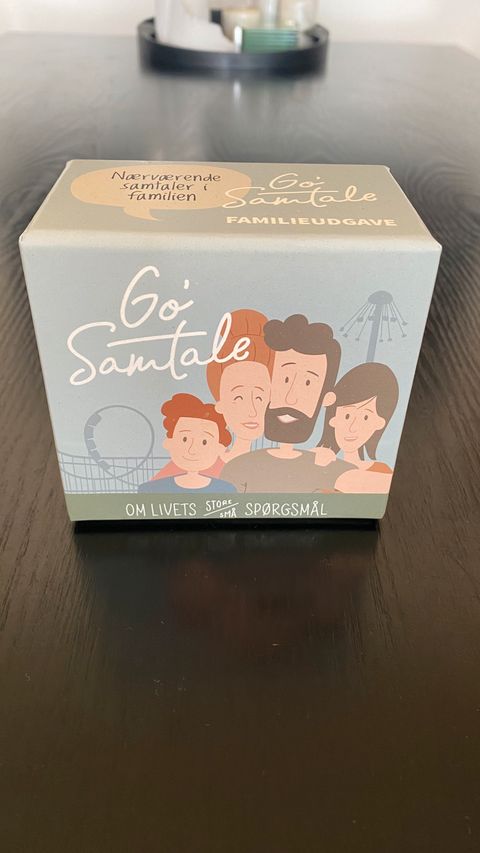 Nærværende
samtaler i
familien
Go'
Samtale
FAMILIEUDGAVE
Go'
Samtale
OM LIVETS STORE SMÅ SPØRGSMÅL